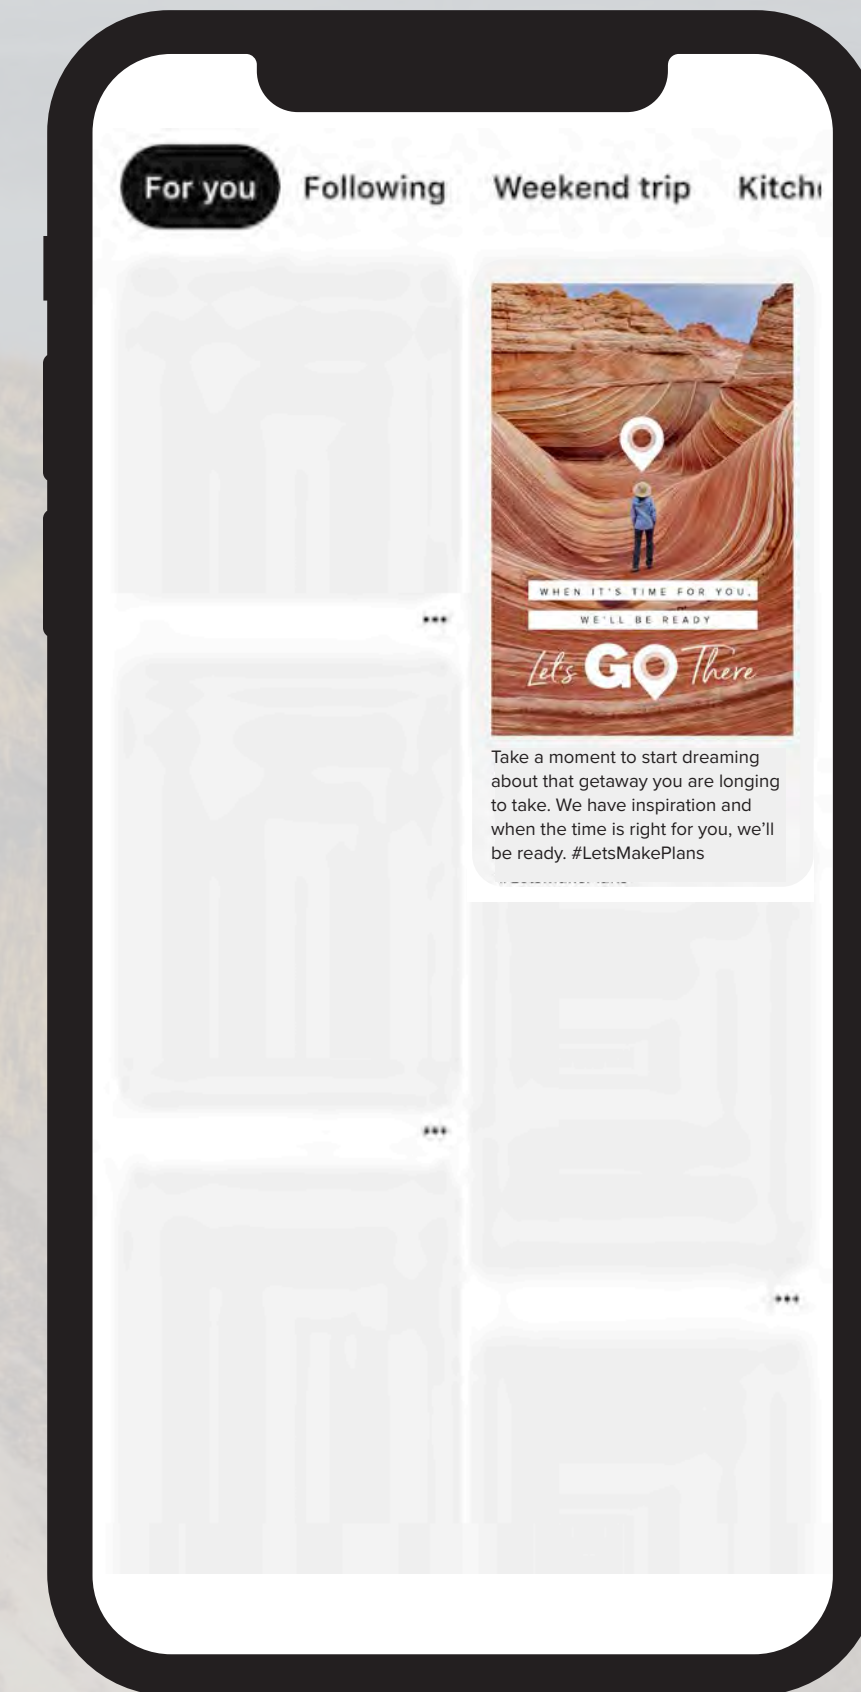 For you Following Weekend trip
WHEN IT'S TIME FOR YOU,
WE'LL BE READY
Let's GO There
Take a moment to start dreaming
about that getaway you are longing
to take. We have inspiration and
when the time is right for you, we'll
be ready. #LetsMakePlans